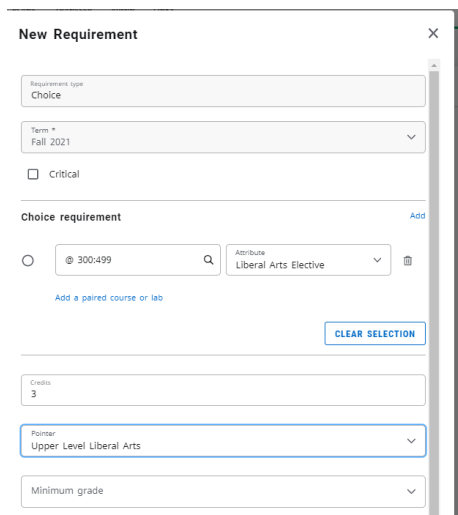 New Requirement
Requirement type
Choice
Term *
Fall 2021
Critical
Choice requirement
Add
@ 300:499
Attribute
Liberal Arts Elective
Add a paired course or lab
CLEAR SELECTION
Credits
3
Pointer
Upper Level Liberal Arts
Minimum grade